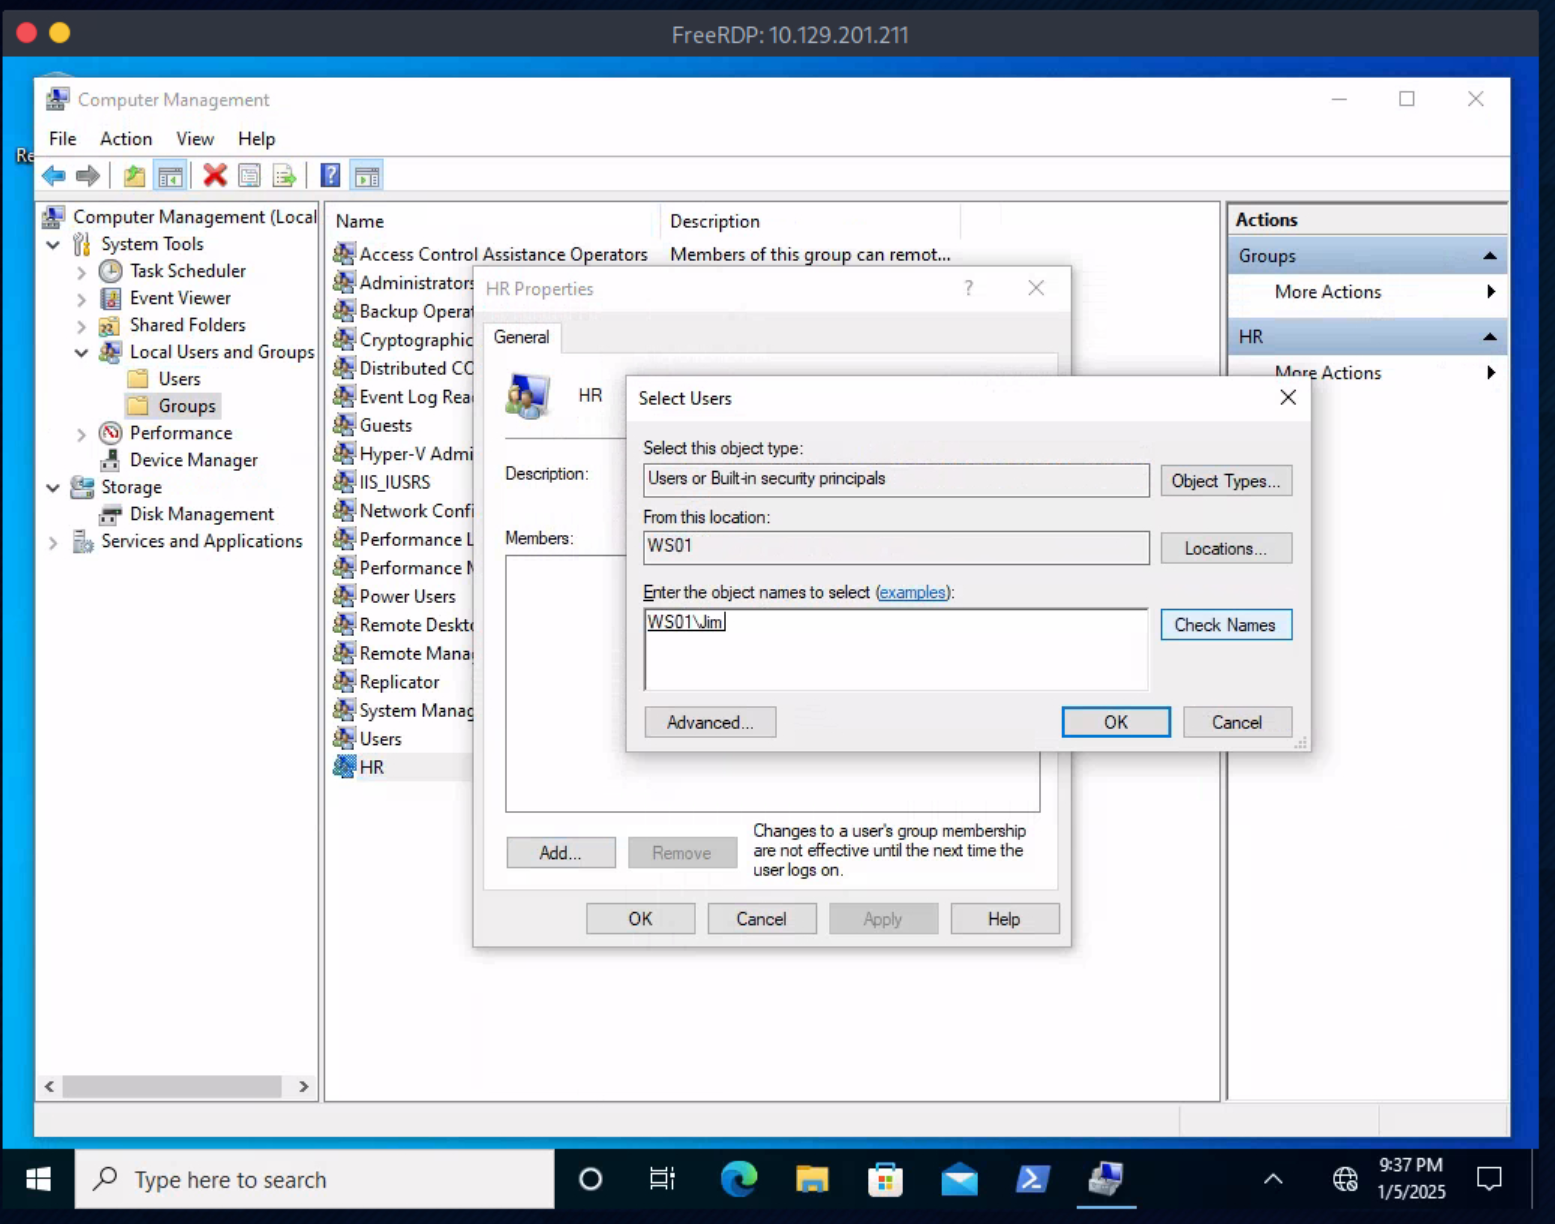 FreeRDP: 10.129.201.211
Re
Computer Management
File Action View Help
Computer Management (Local
System Tools
Task Scheduler
Event Viewer
Shared Folders
Local Users and Groups
Users
Groups
Performance
Device Manager
Storage
Disk Management
Services and Applications
Name Description
Access Control Assistance Operators Members of this group can remot...
Administrators
Backup Operat
Cryptographic
Distributed CO
Event Log Rea
Guests
Hyper-V Admi
IIS_IUSRS
Network Confi
Performance L
Performance M
Power Users
Remote Deskto
Remote Manag
Replicator
System Manag
Users
HR
Actions
Groups
More Actions
HR
More Actions
HR Properties ?
General
HR
Description:
Members:
Add... Remove
Changes to a user's group membership
are not effective until the next time the
user logs on.
OK Cancel Apply Help
Select Users
Select this object type:
Users or Built-in security principals Object Types...
From this location:
WS01 Locations...
Enter the object names to select (examples):
WS01\Jim Check Names
Advanced... OK Cancel
Type here to search
9:37 PM
1/5/2025